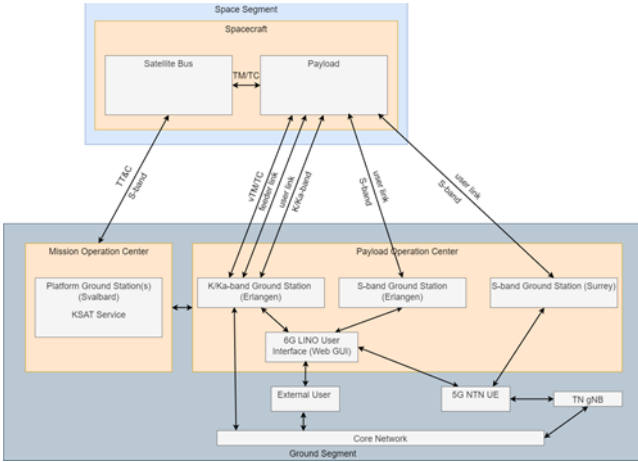 Space Segment
Spacecraft
Satellite Bus
TM/TC
Payload
TT&C
S-band
vTM/TC
feeder link
user link
K/Ka-band
user link
S-band
user link
S-band
Mission Operation Center
Payload Operation Center
Platform Ground Station(s)
(Svalbard)
KSAT Service
K/Ka-band Ground Station
(Erlangen)
S-band Ground Station
(Erlangen)
S-band Ground Station (Surrey)
6G LINO User
Interface (Web GUI)
External User
5G NTN UE
TN gNB
Core Network
Ground Segment